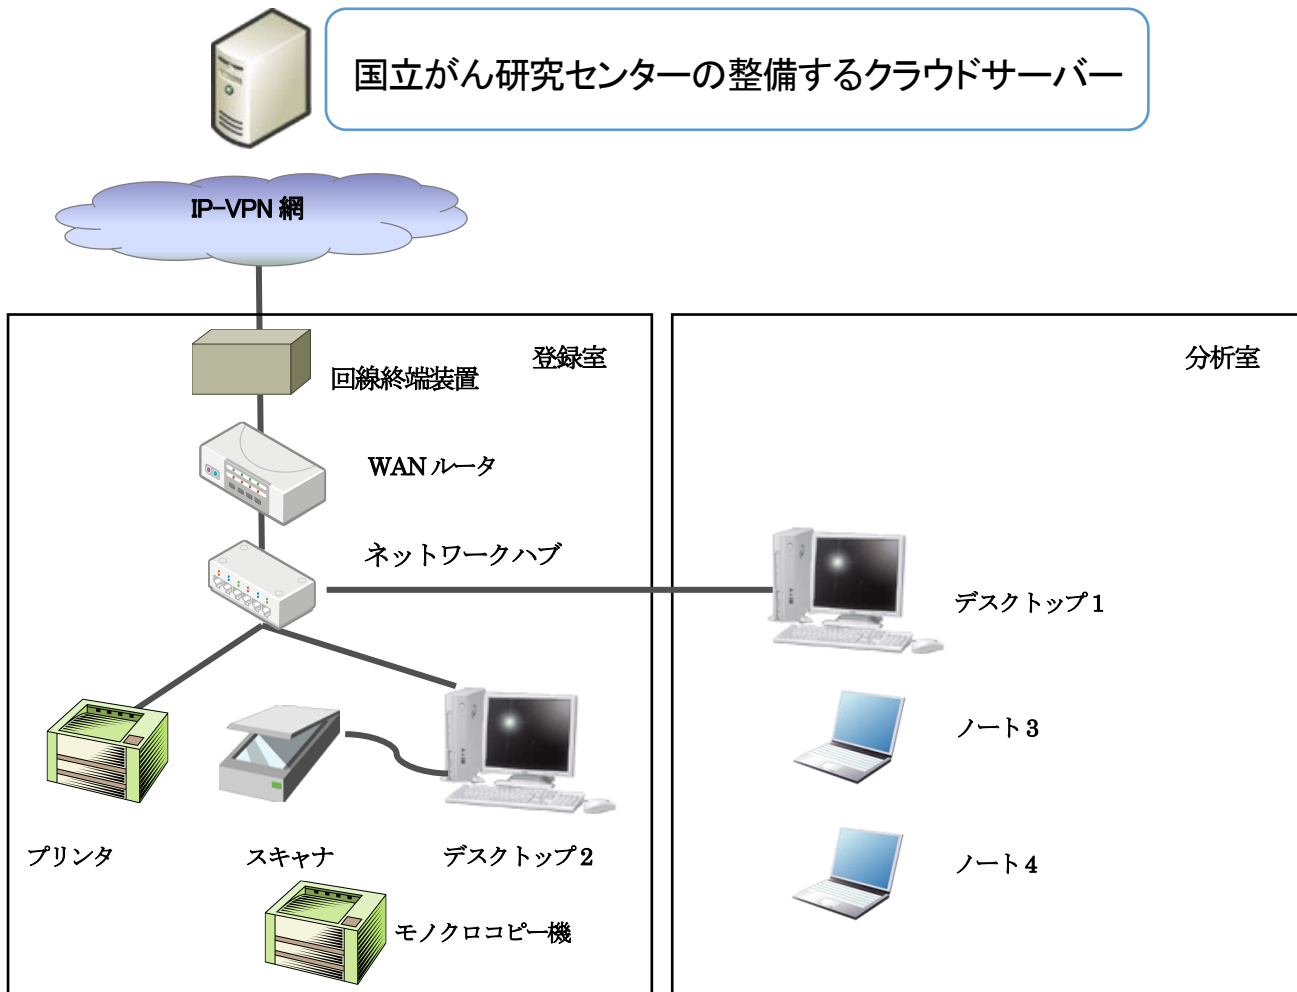 国立がん研究センターの整備するクラウドサーバー
IP-VPN 網
登録室
分析室
回線終端装置
WAN ルータ
ネットワークハブ
デスクトップ 1
ノート 3
プリンタ
スキャナ
デスクトップ 2
ノート 4
モノクロコピー機